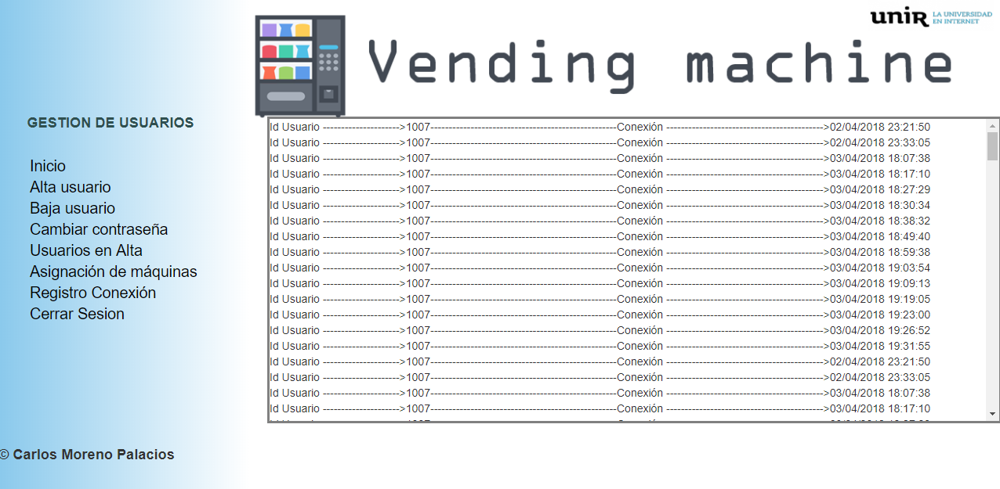 unir LA UNIVERSIDAD
EN INTERNET
Vending machine
GESTION DE USUARIOS
Inicio
Alta usuario
Baja usuario
Cambiar contraseña
Usuarios en Alta
Asignación de máquinas
Registro Conexión
Cerrar Sesion
Id Usuario ------------------------->1007-------------------------------------------------------------Conexión --------------------------------------------------->02/04/2018 23:21:50
Id Usuario ------------------------->1007-------------------------------------------------------------Conexión --------------------------------------------------->02/04/2018 23:33:05
Id Usuario ------------------------->1007-------------------------------------------------------------Conexión --------------------------------------------------->03/04/2018 18:07:38
Id Usuario ------------------------->1007-------------------------------------------------------------Conexión --------------------------------------------------->03/04/2018 18:17:10
Id Usuario ------------------------->1007-------------------------------------------------------------Conexión --------------------------------------------------->03/04/2018 18:27:29
Id Usuario ------------------------->1007-------------------------------------------------------------Conexión --------------------------------------------------->03/04/2018 18:30:34
Id Usuario ------------------------->1007-------------------------------------------------------------Conexión --------------------------------------------------->03/04/2018 18:38:32
Id Usuario ------------------------->1007-------------------------------------------------------------Conexión --------------------------------------------------->03/04/2018 18:49:40
Id Usuario ------------------------->1007-------------------------------------------------------------Conexión --------------------------------------------------->03/04/2018 18:59:38
Id Usuario ------------------------->1007-------------------------------------------------------------Conexión --------------------------------------------------->03/04/2018 19:03:54
Id Usuario ------------------------->1007-------------------------------------------------------------Conexión --------------------------------------------------->03/04/2018 19:09:13
Id Usuario ------------------------->1007-------------------------------------------------------------Conexión --------------------------------------------------->03/04/2018 19:19:05
Id Usuario ------------------------->1007-------------------------------------------------------------Conexión --------------------------------------------------->03/04/2018 19:23:00
Id Usuario ------------------------->1007-------------------------------------------------------------Conexión --------------------------------------------------->03/04/2018 19:26:52
Id Usuario ------------------------->1007-------------------------------------------------------------Conexión --------------------------------------------------->03/04/2018 19:31:55
Id Usuario ------------------------->1007-------------------------------------------------------------Conexión --------------------------------------------------->02/04/2018 23:21:50
Id Usuario ------------------------->1007-------------------------------------------------------------Conexión --------------------------------------------------->02/04/2018 23:33:05
Id Usuario ------------------------->1007-------------------------------------------------------------Conexión --------------------------------------------------->03/04/2018 18:07:38
Id Usuario ------------------------->1007-------------------------------------------------------------Conexión --------------------------------------------------->03/04/2018 18:17:10
© Carlos Moreno Palacios